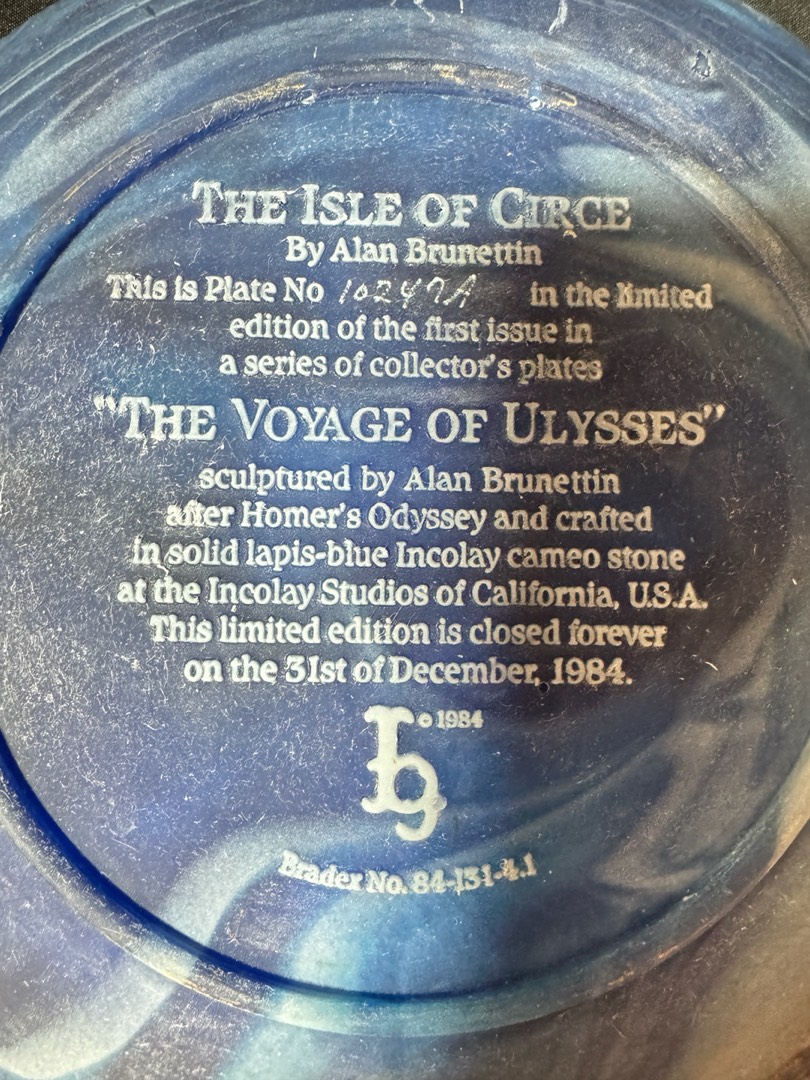 THE ISLE OF CIRCE
By Alan Brunettin
This is Plate No 10247A in the limited
edition of the first issue in
a series of collector's plates
"THE VOYAGE OF ULYSSES"
sculptured by Alan Brunettin
after Homer's Odyssey and crafted
in solid lapis-blue Incolay cameo stone
at the Incolay Studios of California, U.S.A.
This limited edition is closed forever
on the 31st of December, 1984.
© 1984
Brader No. 84-131-4.1